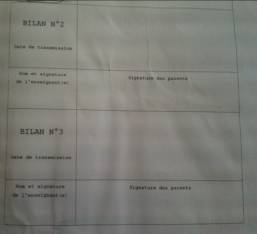 BILAN N°2
Date de transmission
Nom et signature
de l'enseignant(e)
Signature des parents
BILAN N°3
Date de transmission
Nom et signature
de l'enseignant(e)
Signature des parents